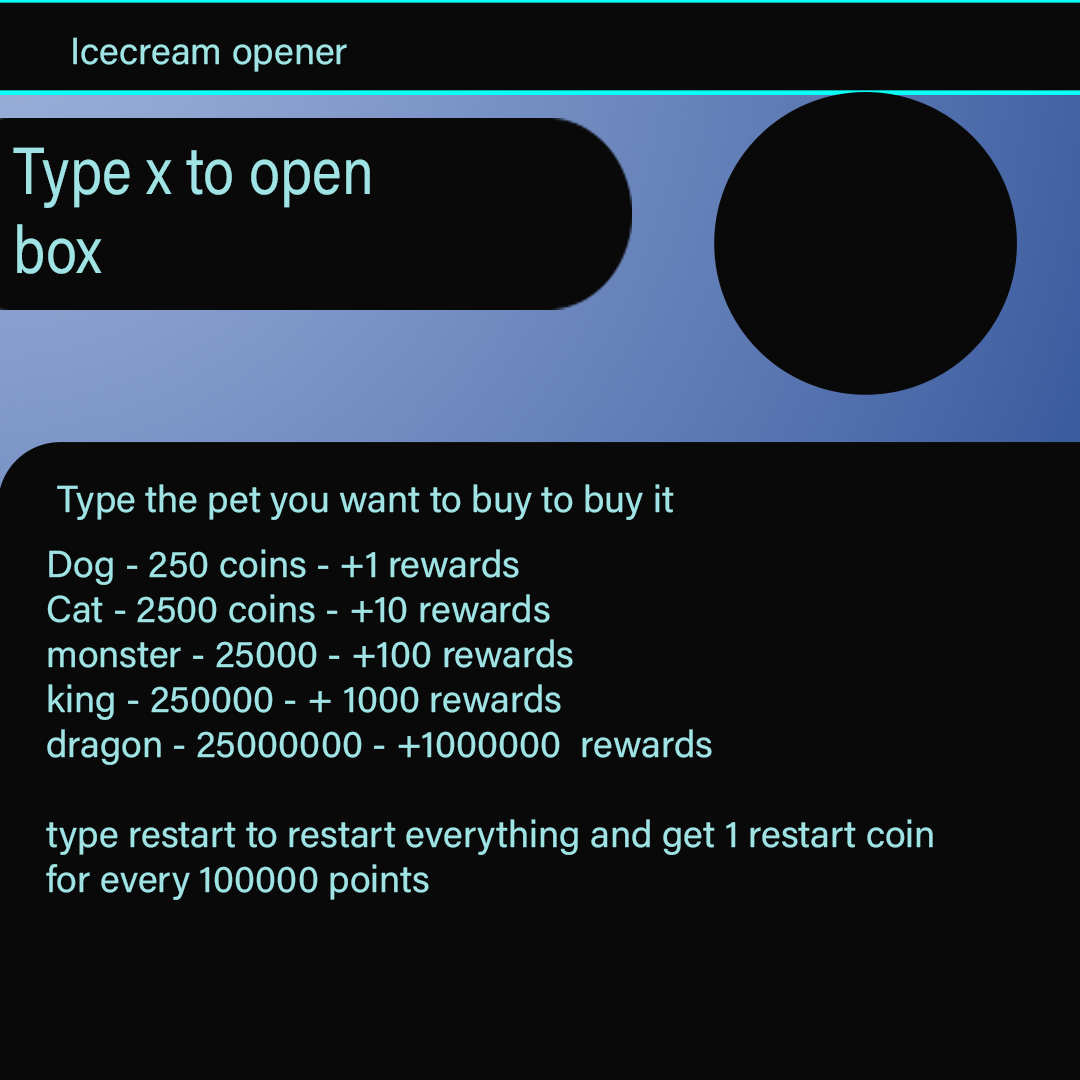 Icecream opener
Type x to open
box
Type the pet you want to buy to buy it
Dog - 250 coins - +1 rewards
Cat - 2500 coins - +10 rewards
monster - 25000 - +100 rewards
king - 250000 - + 1000 rewards
dragon - 25000000 - +1000000  rewards
type restart to restart everything and get 1 restart coin
for every 100000 points